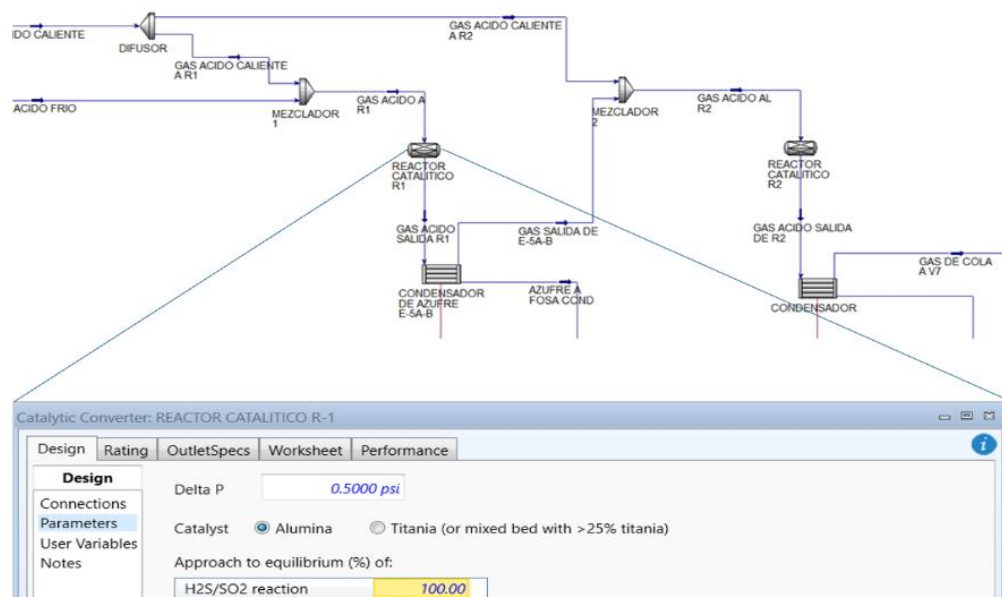 DO CALIENTE
DIFUSOR
GAS ACIDO CALIENTE
A R2
GAS ACIDO CALIENTE
A R1
ACIDO FRIO
MEZCLADOR
1
GAS ACIDO A
R1
MEZCLADOR
2
GAS ACIDO AL
R2
REACTOR
CATALITICO
R1
REACTOR
CATALITICO
R2
GAS ACIDO
SALIDA R1
GAS SALIDA DE
E-5A-B
GAS ACIDO SALIDA
DE R2
GAS DE COLA
A V7
CONDENSADOR
DE AZUFRE
E-5A-B
AZUFRE A
FOSA COND
CONDENSADOR
Catalytic Converter: REACTOR CATALITICO R-1
Design Rating OutletSpecs Worksheet Performance
Design
Connections
Parameters
User Variables
Notes
Delta P 0.5000 psi
Catalyst Alumina Titania (or mixed bed with >25% titania)
Approach to equilibrium (%) of:
H2S/SO2 reaction 100.00